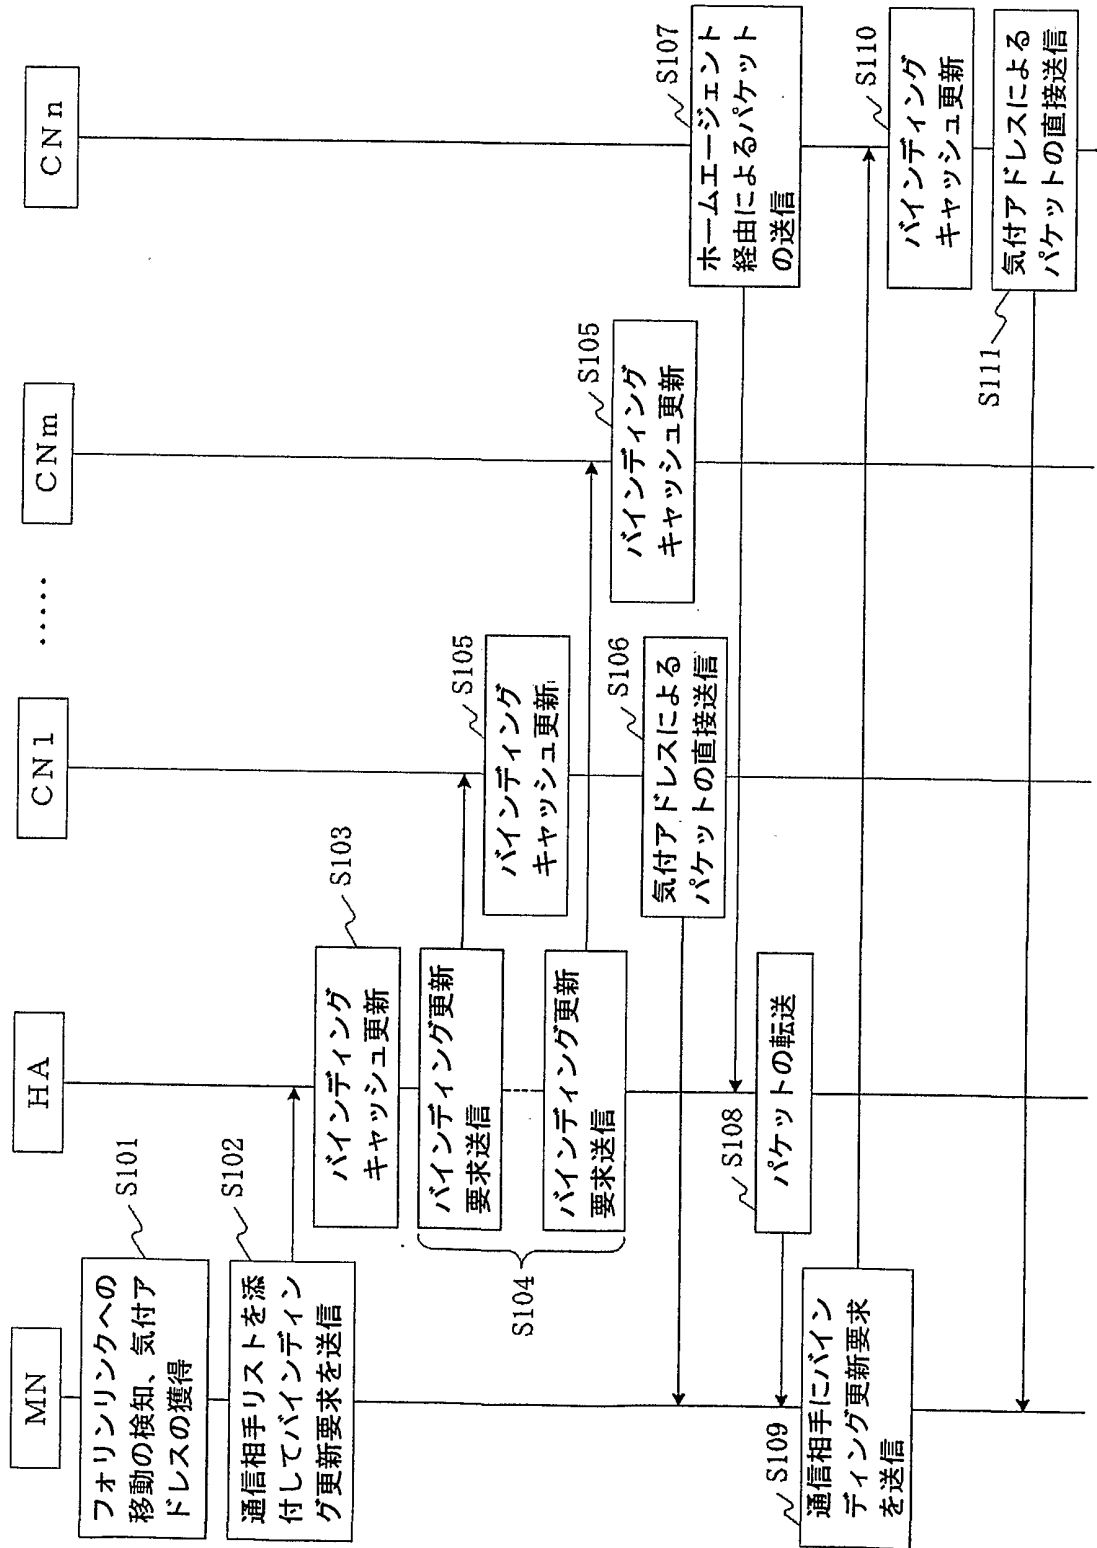 MN
HA
CN1
.....
CNm
CNn
S101
フォリンリンクへの
移動の検知、気付ア
ドレスの獲得
S102
通信相手リストを添
付してバインディン
グ更新要求を送信
S103
バインディング
キャッシュ更新
S104
バインディング更新
要求送信
バインディング更新
要求送信
S105
バインディング
キャッシュ更新
S105
バインディング
キャッシュ更新
S106
気付アドレスによる
パケットの直接送信
S107
ホームエージェント
経由によるパケット
の送信
S108
パケットの転送
S109
通信相手にバイン
ディング更新要求
を送信
S110
バインディング
キャッシュ更新
S111
気付アドレスによる
パケットの直接送信